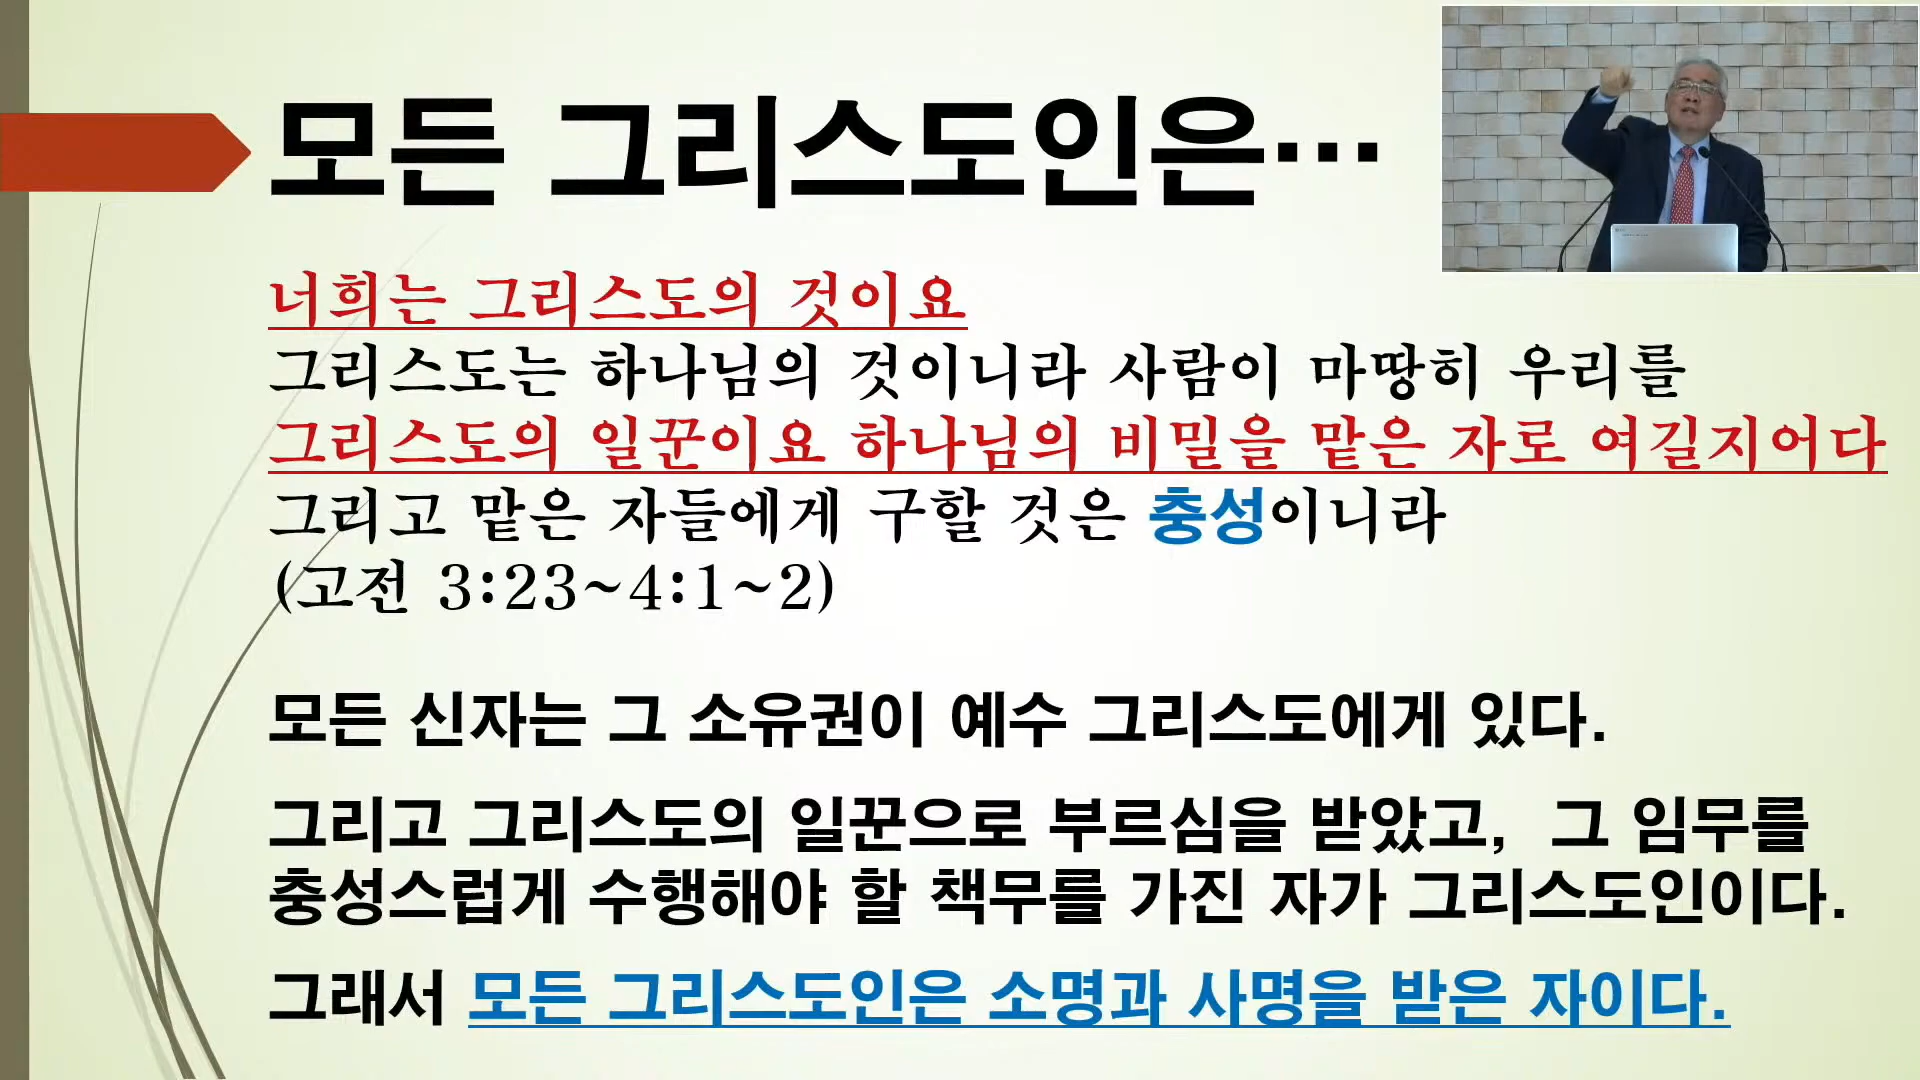 모든 그리스도인은…
너희는 그리스도의 것이요
그리스도는 하나님의 것이니라 사람이 마땅히 우리를
그리스도의 일꾼이요 하나님의 비밀을 맡은 자로 여길지어다
그리고 맡은 자들에게 구할 것은 충성이니라
(고전 3:23~4:1~2)
모든 신자는 그 소유권이 예수 그리스도에게 있다.
그리고 그리스도의 일꾼으로 부르심을 받았고, 그 임무를
충성스럽게 수행해야 할 책무를 가진 자가 그리스도인이다.
그래서 모든 그리스도인은 소명과 사명을 받은 자이다.